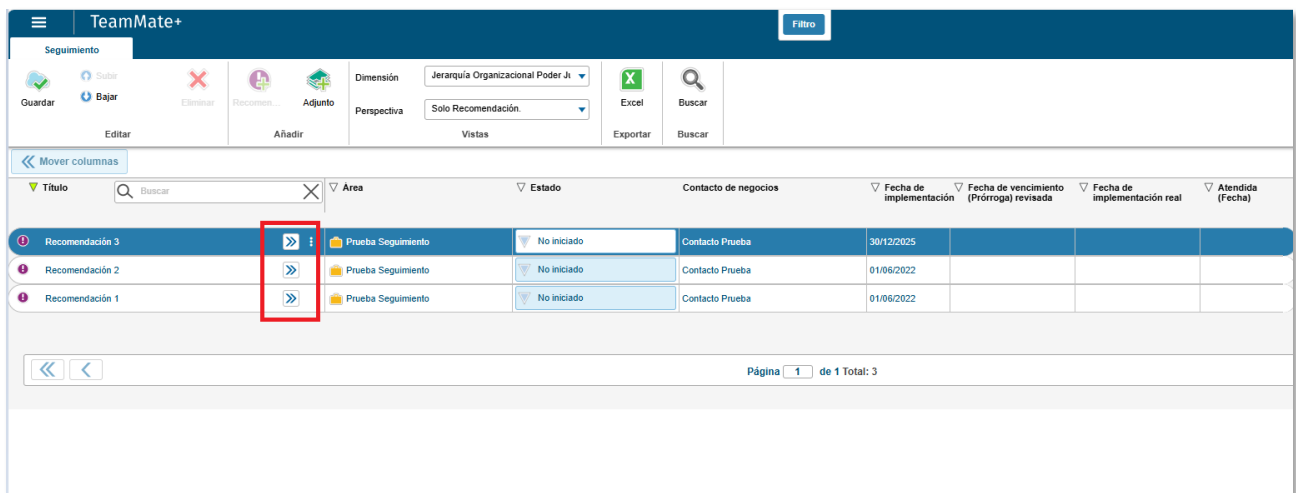 TeamMate+
Filtro
Seguimiento
Guardar
Subir
Bajar
Eliminar
Recomen...
Adjunto
Dimensión
Jerarquía Organizacional Poder Ju
Perspectiva
Solo Recomendación.
Excel
Buscar
Editar
Añadir
Vistas
Exportar
Buscar
Mover columnas
Título
Buscar
Área
Estado
Contacto de negocios
Fecha de implementación
Fecha de vencimiento (Prórroga) revisada
Fecha de implementación real
Atendida (Fecha)
Recomendación 3 Prueba Seguimiento No iniciado Contacto Prueba 30/12/2025
Recomendación 2 Prueba Seguimiento No iniciado Contacto Prueba 01/06/2022
Recomendación 1 Prueba Seguimiento No iniciado Contacto Prueba 01/06/2022
Página 1 de 1 Total: 3